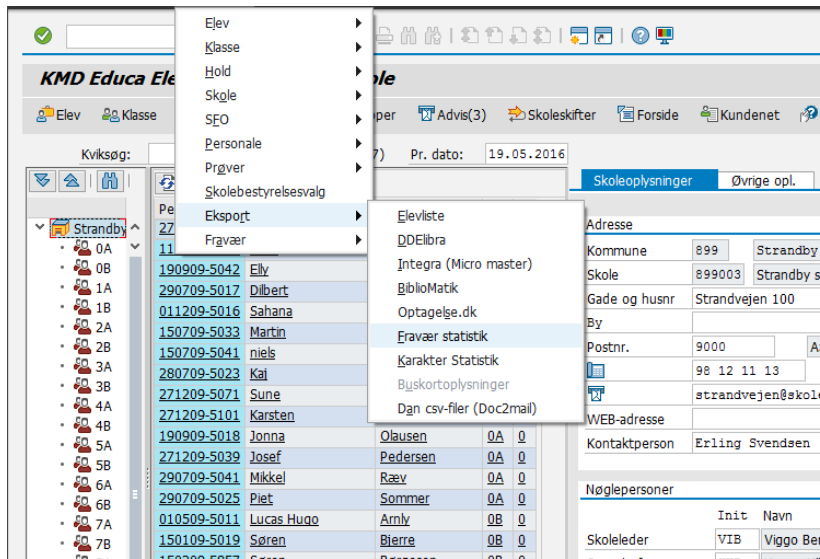 Elev
Klasse
Hold
Skole
SFO
Personale
Prøver
Skolebestyrelsesvalg
Eksport
Fravær
Elevliste
DDElibra
Integra (Micro master)
BiblioMatik
Optagelse.dk
Fravær statistik
Karakter Statistik
Buskortoplysninger
Dan csv-filer (Doc2mail)
KMD Educa Ele
Elev Klasse Advis(3) Skoleskifter Forside Kundenet
Kviksøg: 7) Pr. dato: 19.05.2016
Strandby
0A
0B
1A
1B
2A
2B
3A
3B
4A
4B
5A
5B
6A
6B
7A
7B
Pe
27
11
190909-5042 Elly
290709-5017 Dilbert
011209-5016 Sahana
150709-5033 Martin
150709-5041 niels
280709-5023 Kaj
271209-5071 Sune
271209-5101 Karsten
190909-5018 Jonna Olausen 0A 0
271209-5039 Josef Pedersen 0A 0
290709-5041 Mikkel Ræv 0A 0
290709-5025 Piet Sommer 0A 0
010509-5011 Lucas Hugo Arnly 0B 0
150109-5019 Søren Bjerre 0B 0
Skoleoplysninger Øvrige opl.
Adresse
Kommune 899 Strandby
Skole 899003 Strandby s
Gade og husnr Strandvejen 100
By
Postnr. 9000
98 12 11 13
strandvejen@skole
WEB-adresse
Kontaktperson Erling Svendsen
Nøglepersoner
Init Navn
Skoleleder VIB Viggo Ber